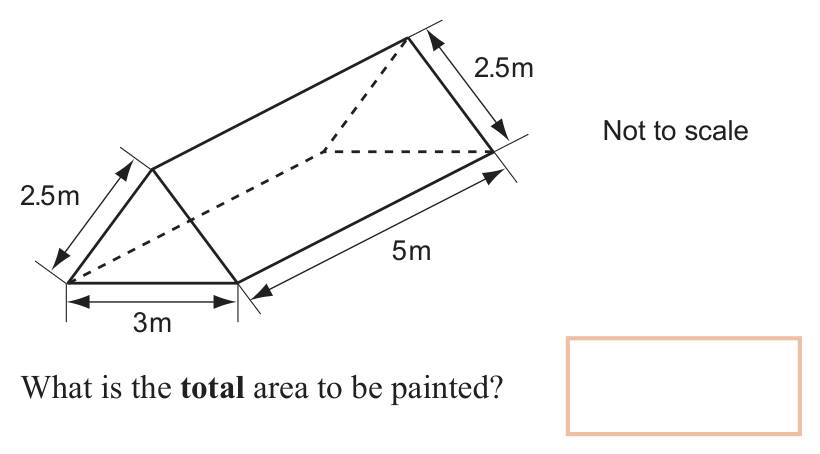 2.5m
Not to scale
2.5m
5m
3m
What is the total area to be painted?